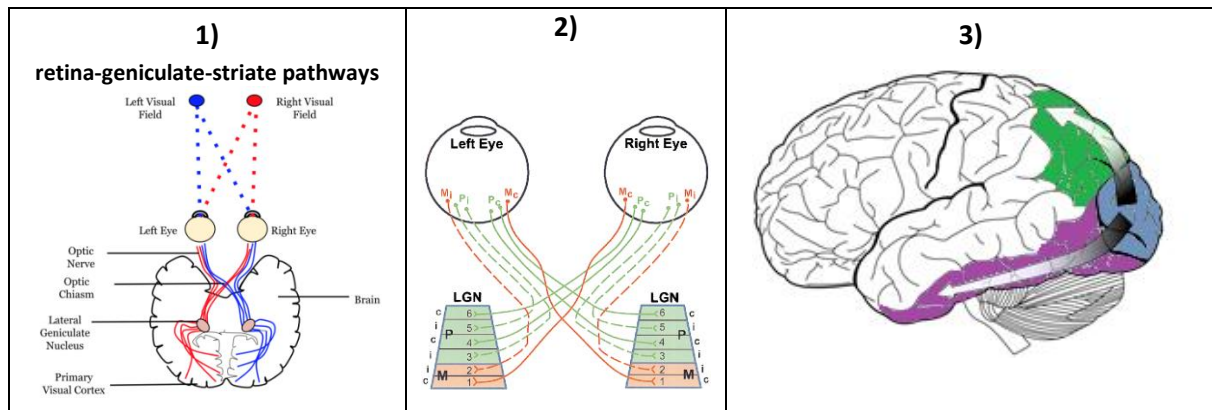 1)
retina-geniculate-striate pathways
Left Visual
Field
Right Visual
Field
Left Eye
Right Eye
Optic
Nerve
Optic
Chiasm
Brain
Lateral
Geniculate
Nucleus
Primary
Visual Cortex
2)
Left Eye
Right Eye
Mi Pi Pc Mc
Mc Pc Pi Mi
LGN
LGN
c 6
i 5
P
c 4
i 3
i 2
M
c 1
6 c
5 i
P
4 c
3 i
2 i
M
1 c
3)